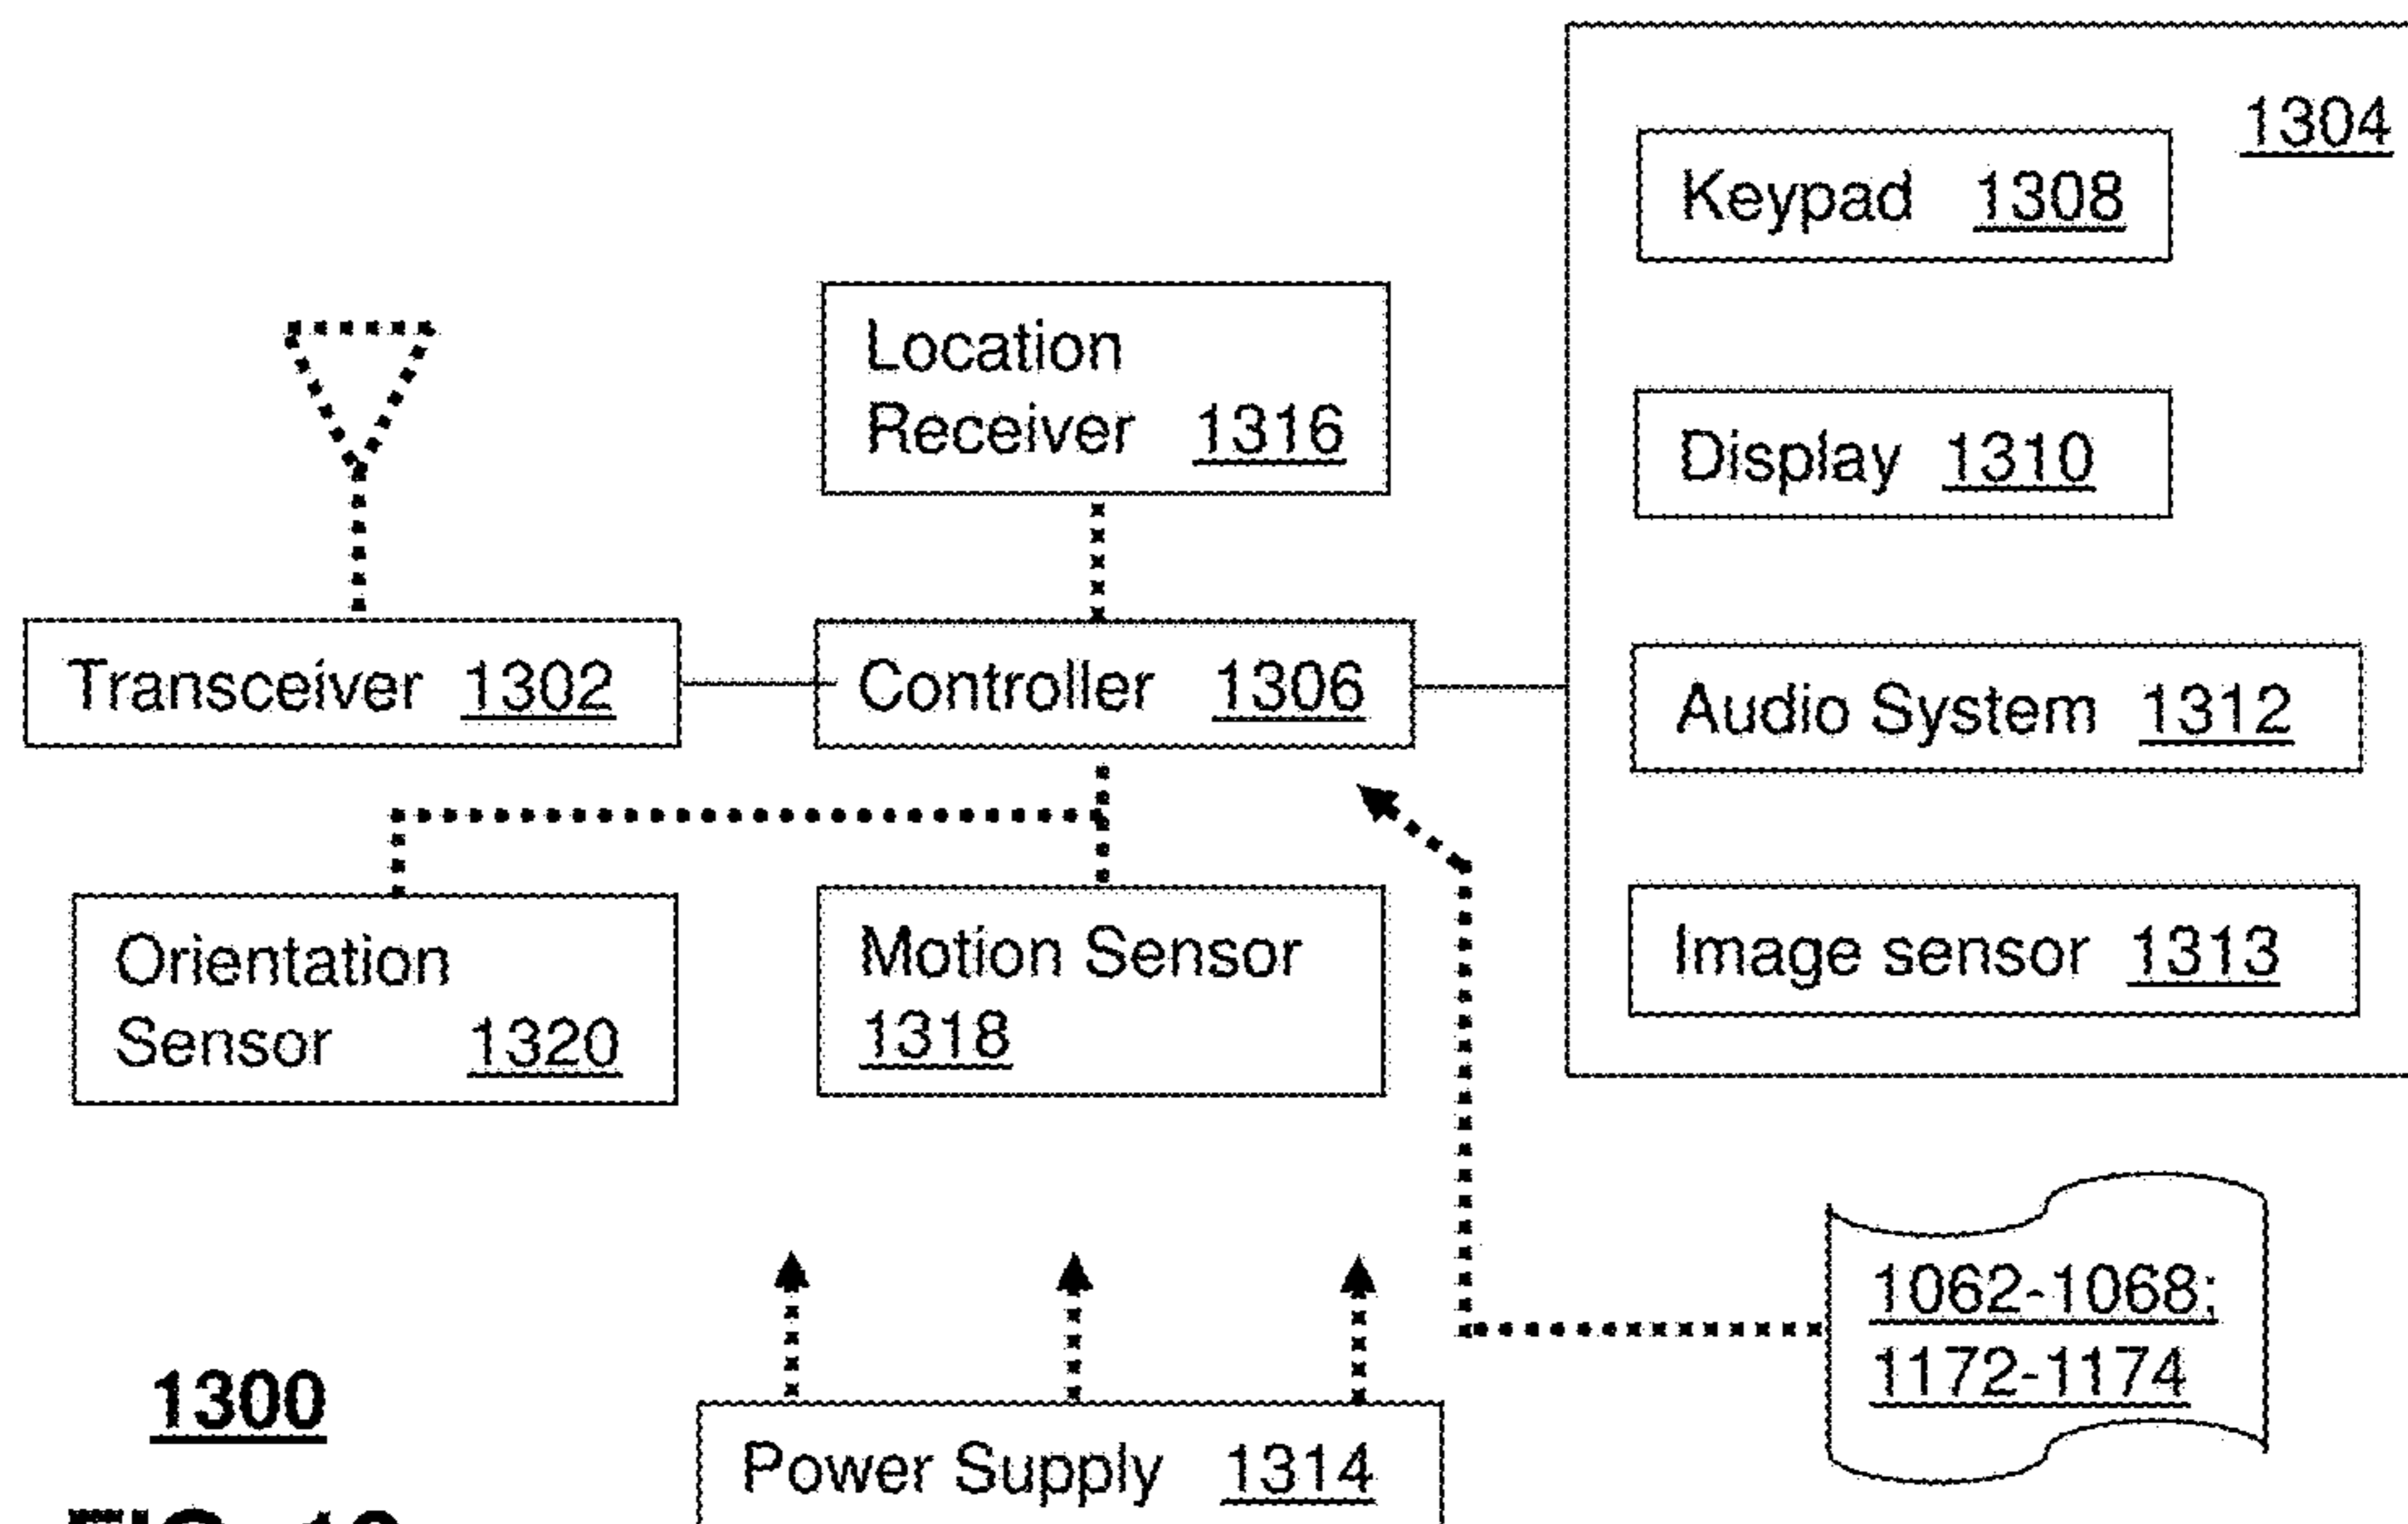 1304
Keypad 1308
Location
Receiver 1316
Display 1310
Transceiver 1302
Controller 1306
Audio System 1312
Orientation
Sensor 1320
Motion Sensor
1318
Image sensor 1313
1062-1068;
1172-1174
1300
Power Supply 1314